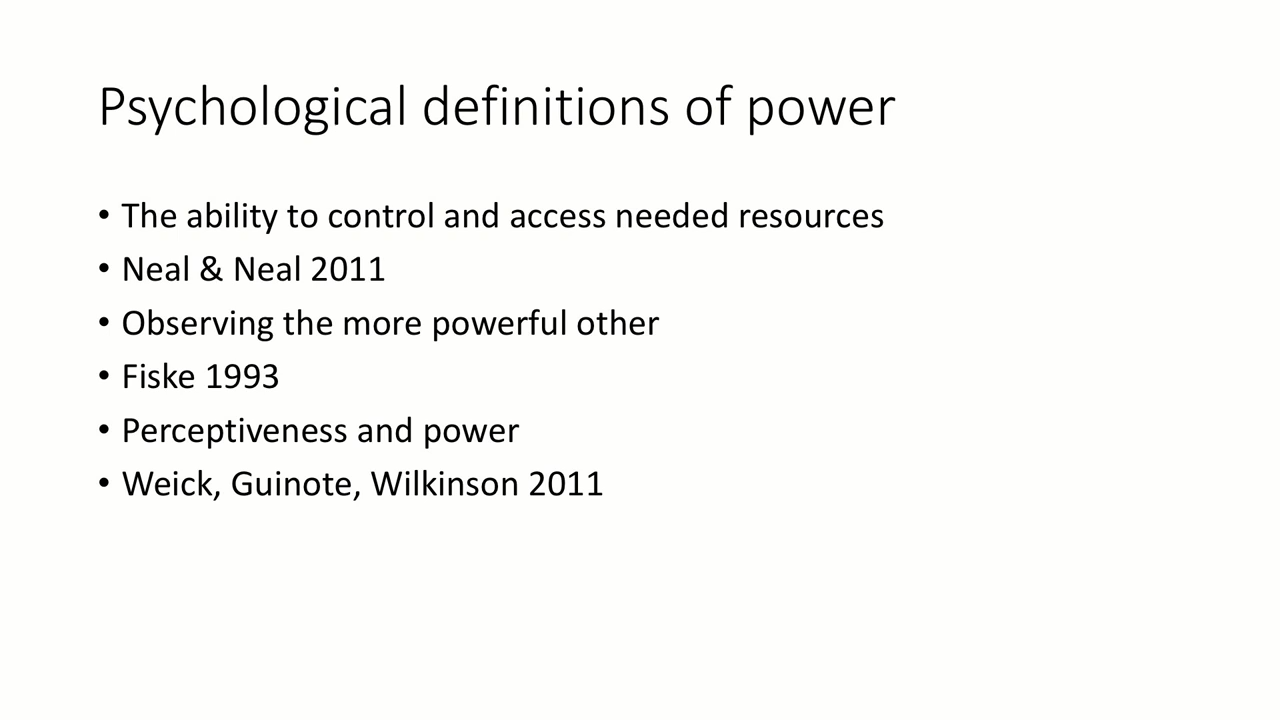 Psychological definitions of power
• The ability to control and access needed resources
• Neal & Neal 2011
• Observing the more powerful other
• Fiske 1993
• Perceptiveness and power
• Weick, Guinote, Wilkinson 2011